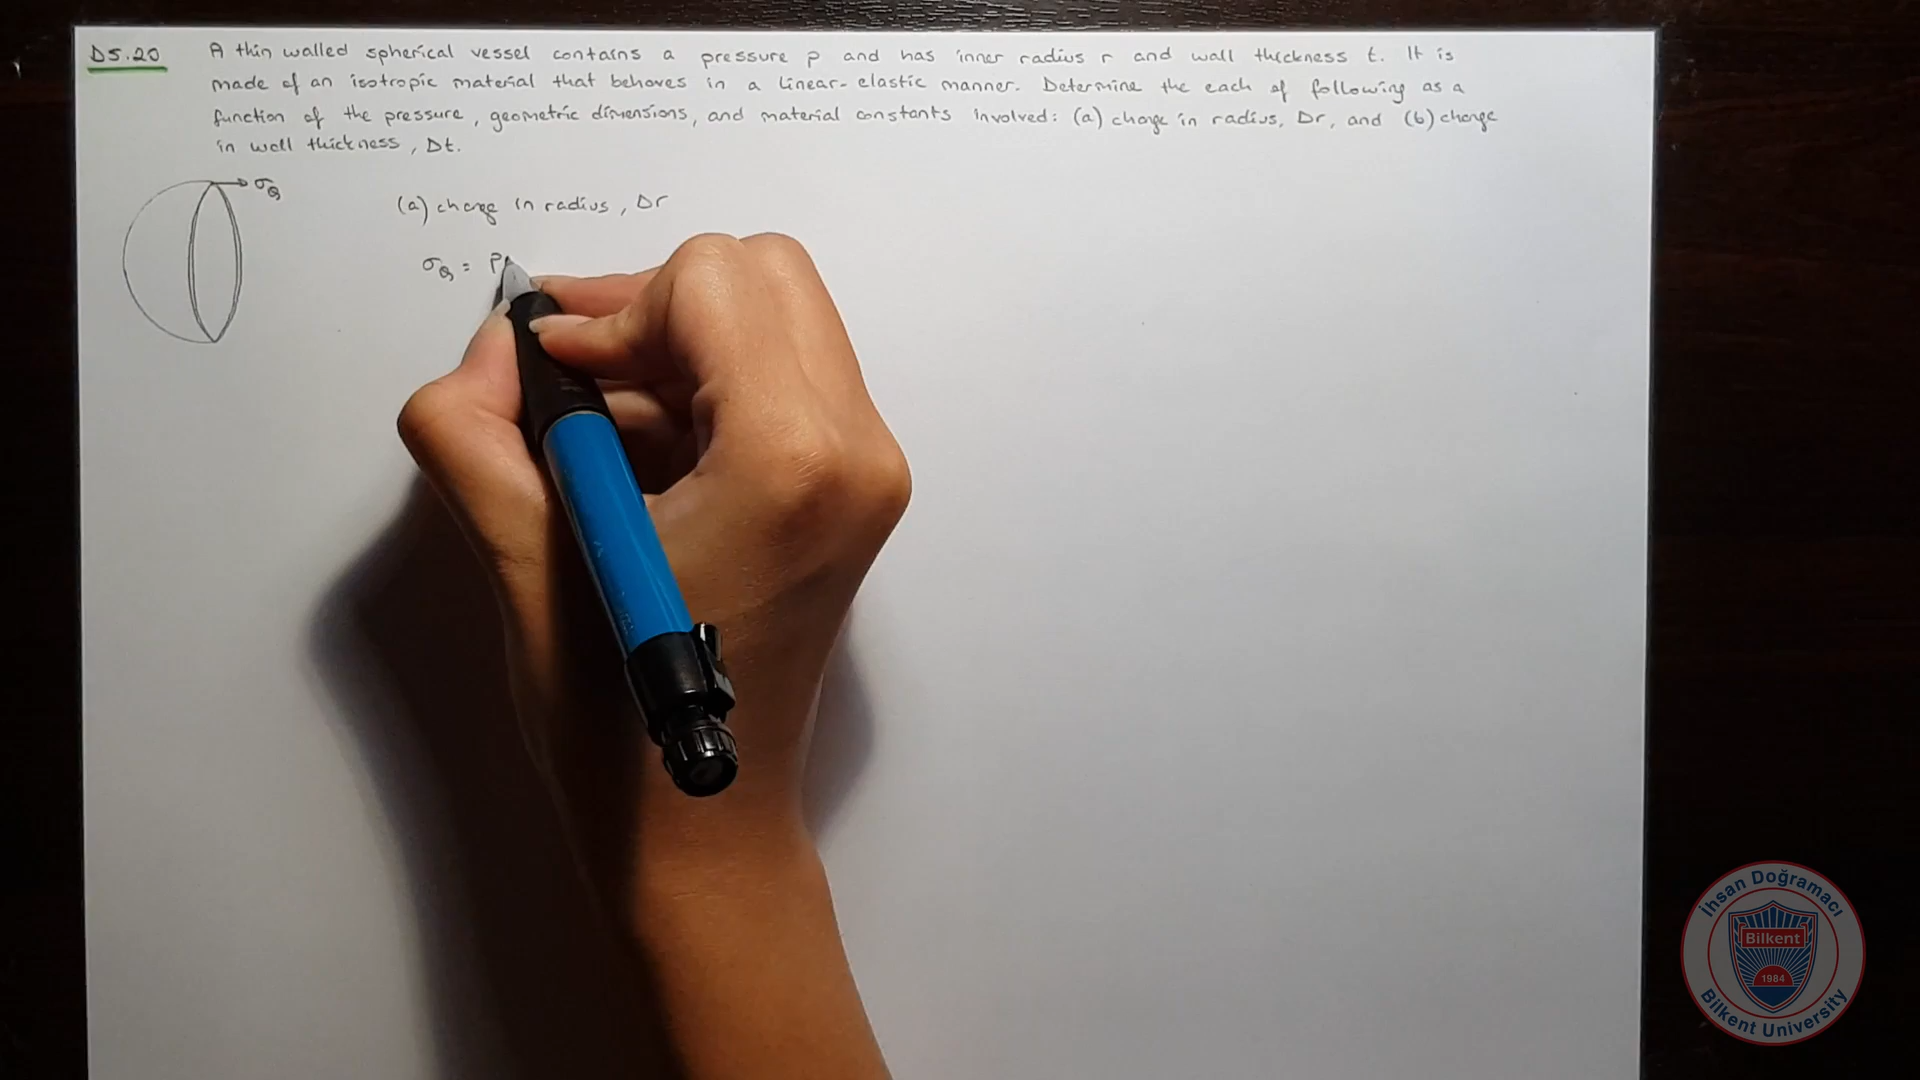 D5.20 A thin walled spherical vessel contains a pressure p and has inner radius r and wall thickness t. It is
made of an isotropic material that behaves in a linear-elastic manner. Determine the each of following as a
function of the pressure, geometric dimensions, and material constants involved: (a) change in radius, Dr, and (b) change
in wall thickness, Dt.
σθ
(a) change in radius, Dr
σθ = P
İhsan Doğramacı
Bilkent
1984
Bilkent University